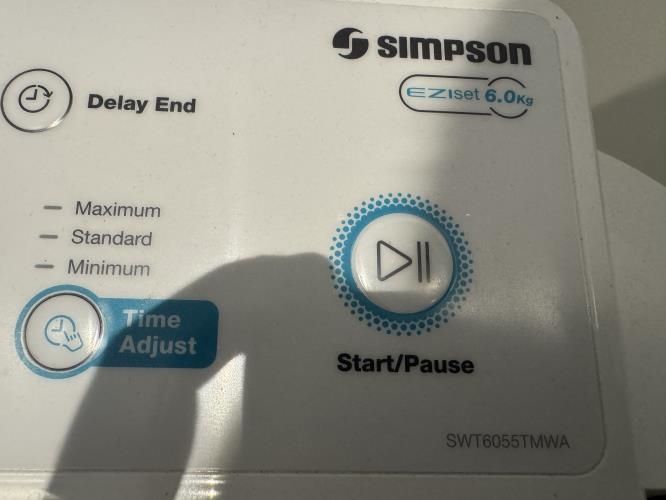 SIMPSON
EZIset 6.0Kg
Delay End
Maximum
Standard
Minimum
Time
Adjust
Start/Pause
SWT6055TMWA